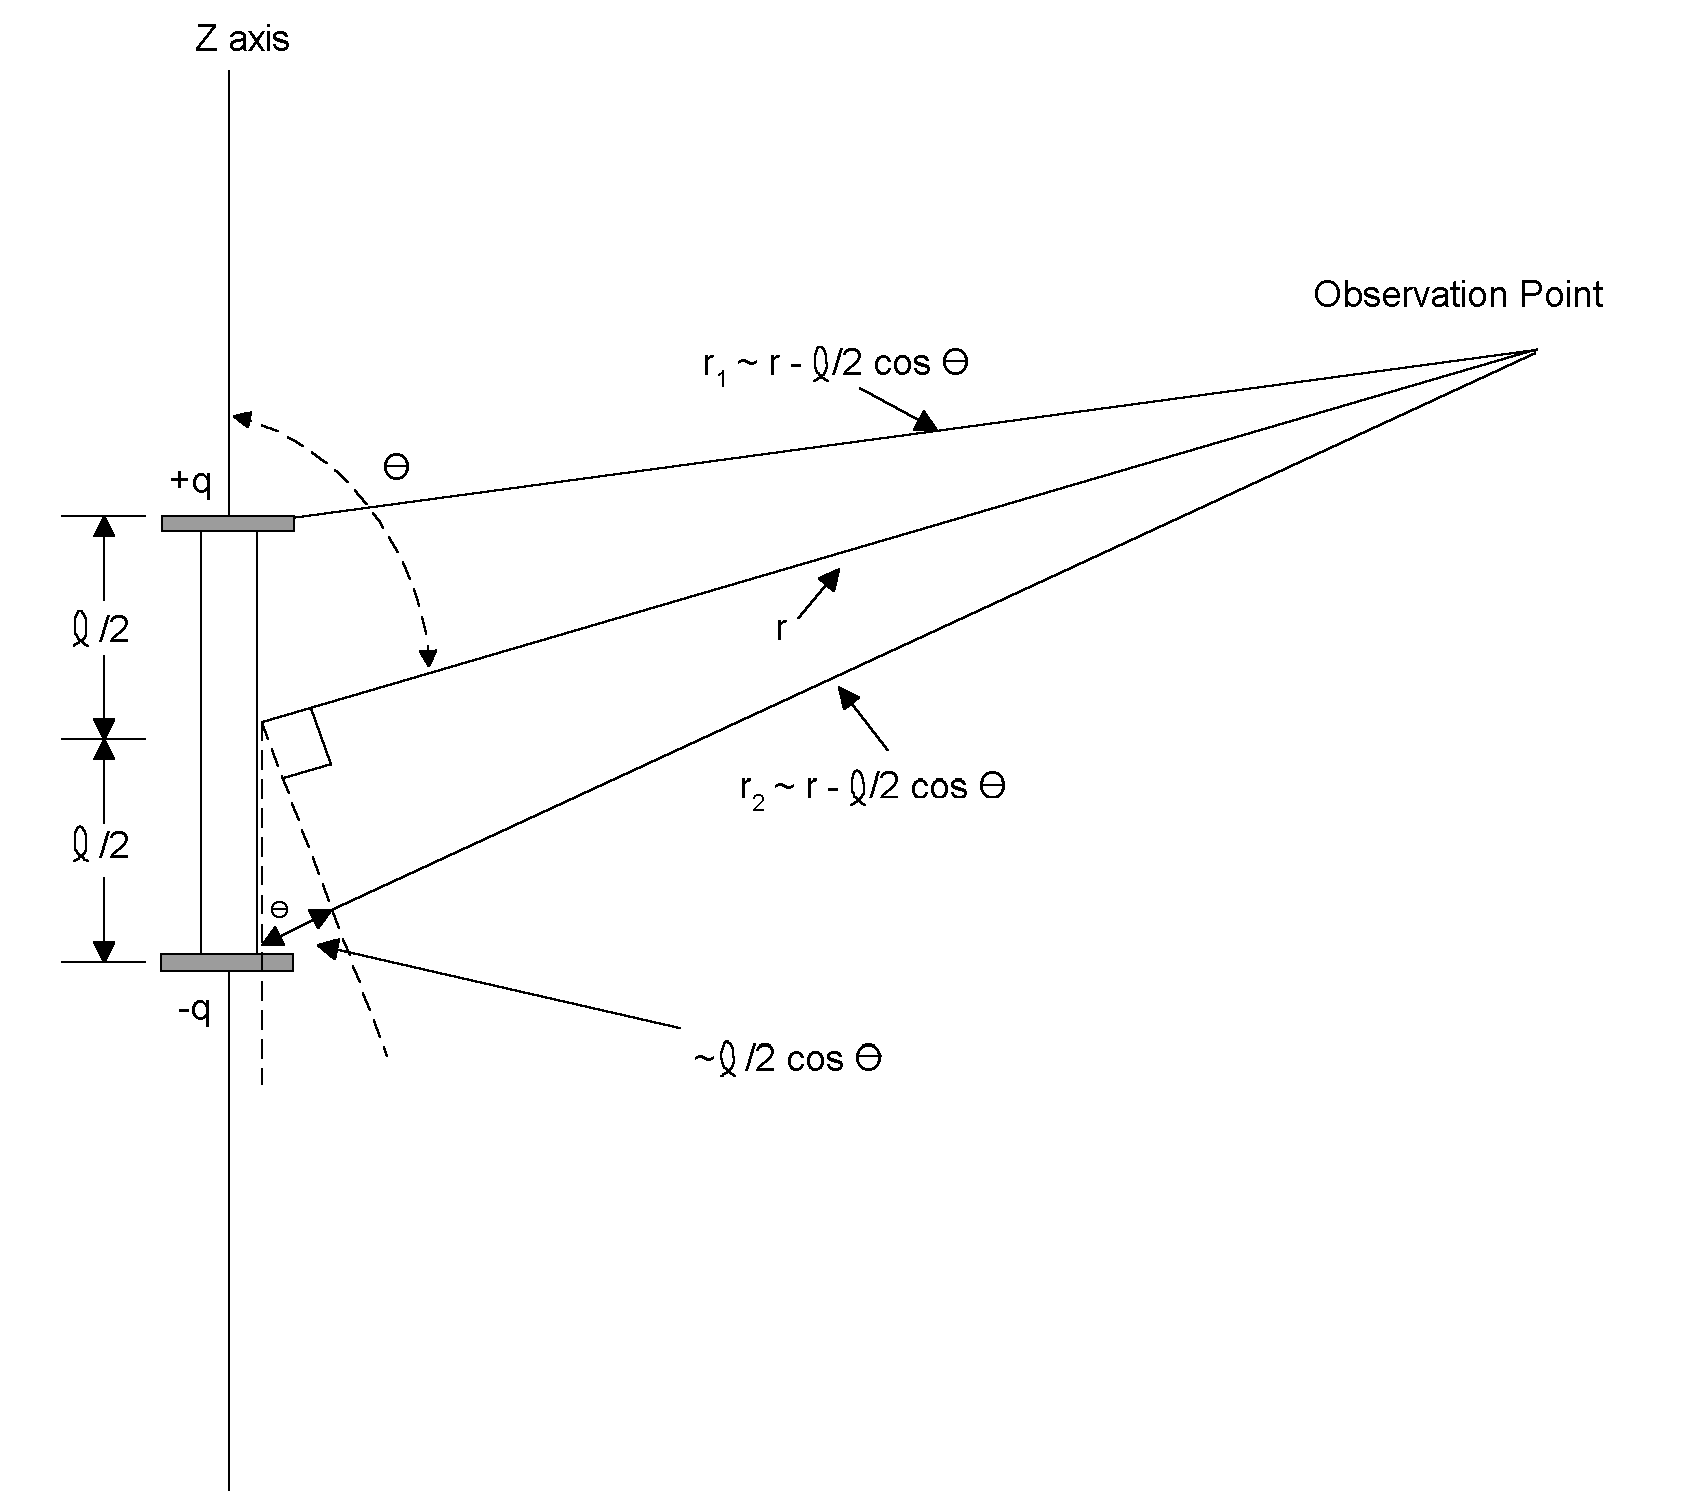 Z axis
Observation Point
r₁ ~ r - ℓ/2 cos Θ
Θ
+q
ℓ/2
r
r₂ ~ r - ℓ/2 cos Θ
ℓ/2
Θ
-q
~ℓ/2 cos Θ